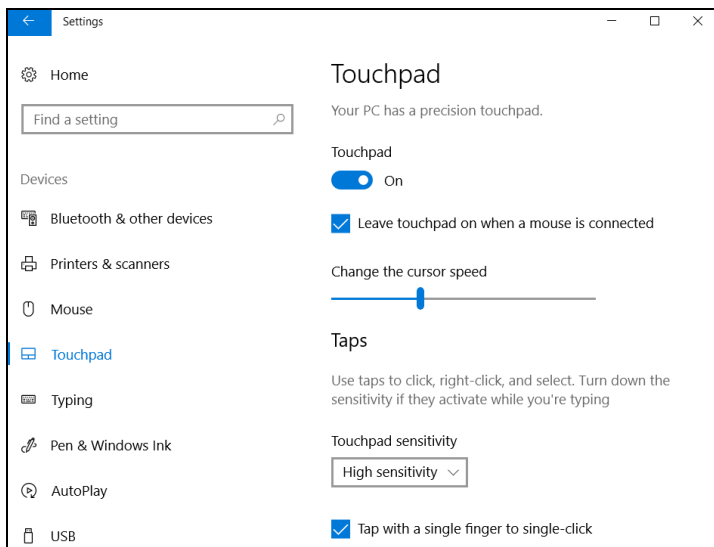 Settings
Home
Find a setting
Devices
Bluetooth & other devices
Printers & scanners
Mouse
Touchpad
Typing
Pen & Windows Ink
AutoPlay
USB
Touchpad
Your PC has a precision touchpad.
Touchpad
On
Leave touchpad on when a mouse is connected
Change the cursor speed
Taps
Use taps to click, right-click, and select. Turn down the
sensitivity if they activate while you're typing
Touchpad sensitivity
High sensitivity
Tap with a single finger to single-click